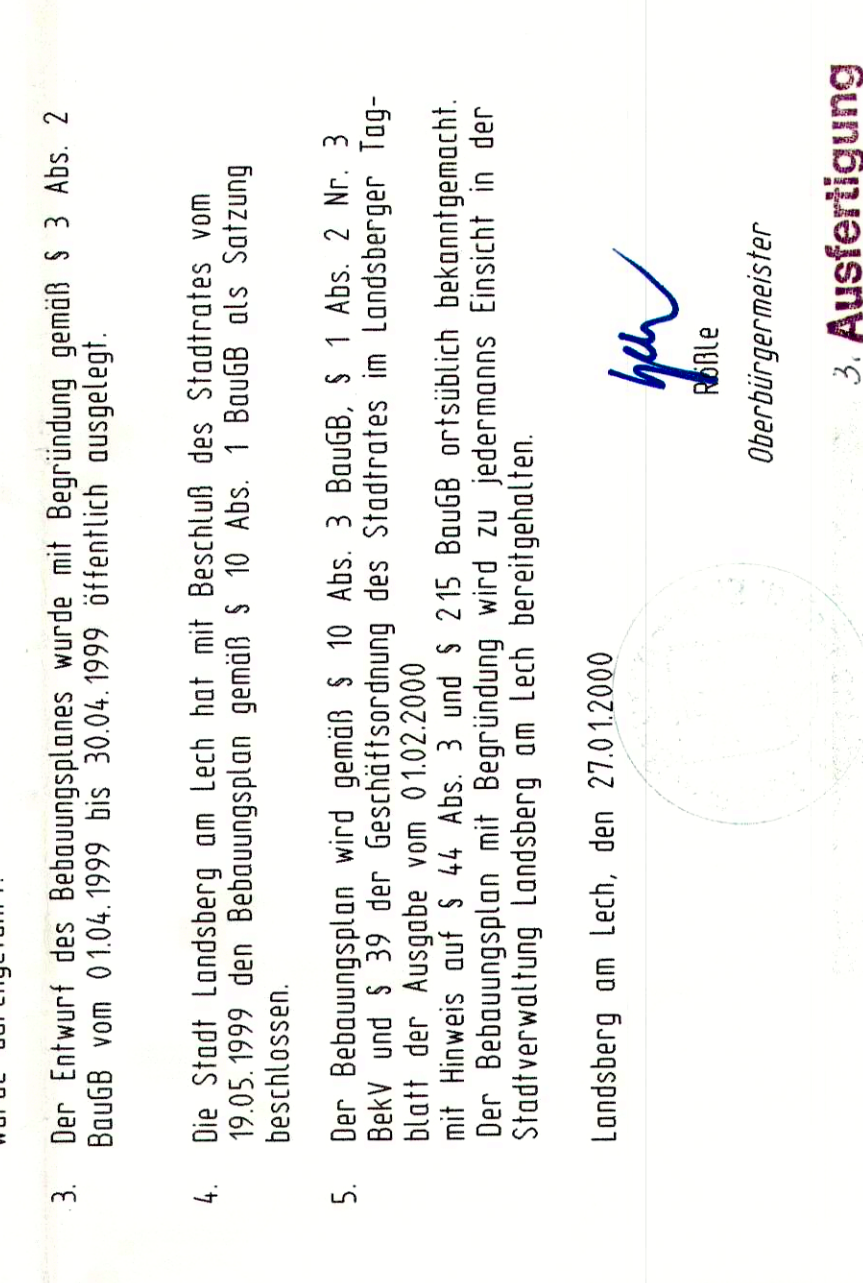 wurde durchgeführt.
3. Der Entwurf des Bebauungsplanes wurde mit Begründung gemäß § 3 Abs. 2
BauGB vom 01.04.1999 bis 30.04.1999 öffentlich ausgelegt.
4. Die Stadt Landsberg am Lech hat mit Beschluß des Stadtrates vom
19.05.1999 den Bebauungsplan gemäß § 10 Abs. 1 BauGB als Satzung
beschlossen.
5. Der Bebauungsplan wird gemäß § 10 Abs. 3 BauGB, § 1 Abs. 2 Nr. 3
BekV und § 39 der Geschäftsordnung des Stadtrates im Landsberger Tag-
blatt der Ausgabe vom 01.02.2000
mit Hinweis auf § 44 Abs. 3 und § 215 BauGB ortsüblich bekanntgemacht.
Der Bebauungsplan mit Begründung wird zu jedermanns Einsicht in der
Stadtverwaltung Landsberg am Lech bereitgehalten.
Landsberg am Lech, den 27.01.2000
Rößle
Oberbürgermeister
3. Ausfertigung